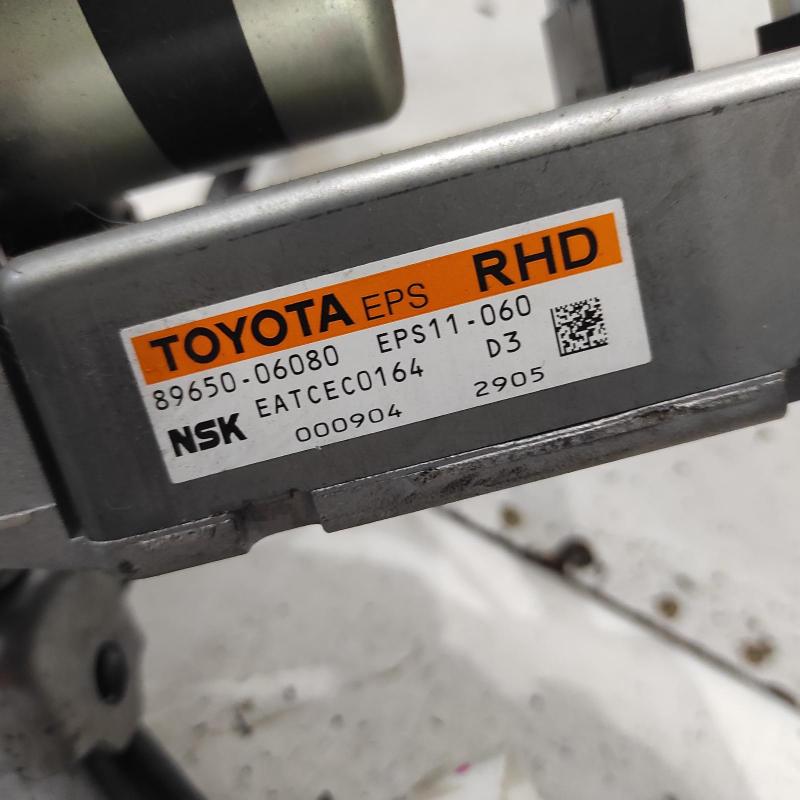 TOYOTA EPS RHD
89650-06080 EPS11-060
EATCEC0164 D3
NSK 000904 2905